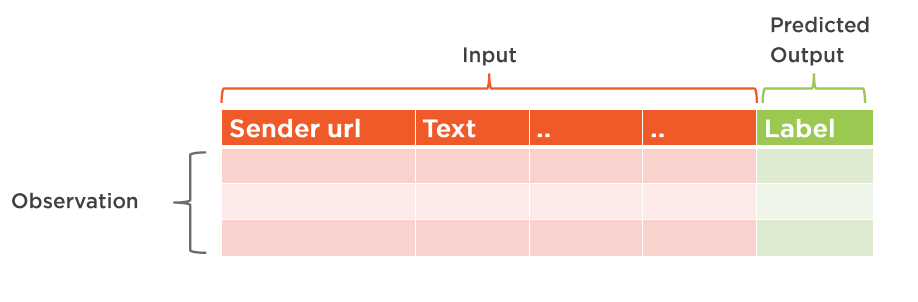 Predicted
Output
Input
Sender url Text .. .. Label
Observation